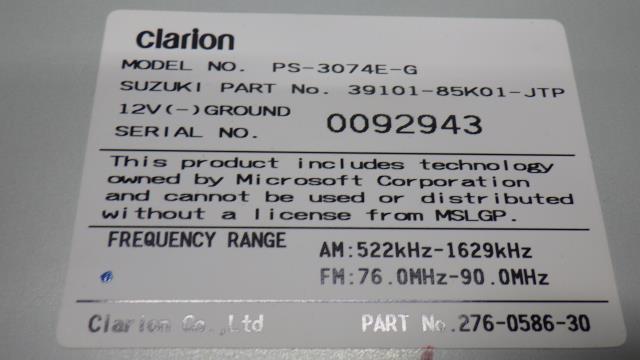 clarion
MODEL NO. PS-3074E-G
SUZUKI PART No. 39101-85K01-JTP
12V(-)GROUND
SERIAL NO. 0092943
This product includes technology
owned by Microsoft Corporation
and cannot be used or distributed
without a license from MSLGP.
FREQUENCY RANGE AM:522kHz-1629kHz
FM:76.0MHz-90.0MHz
Clarion Co.,Ltd PART No.276-0586-30